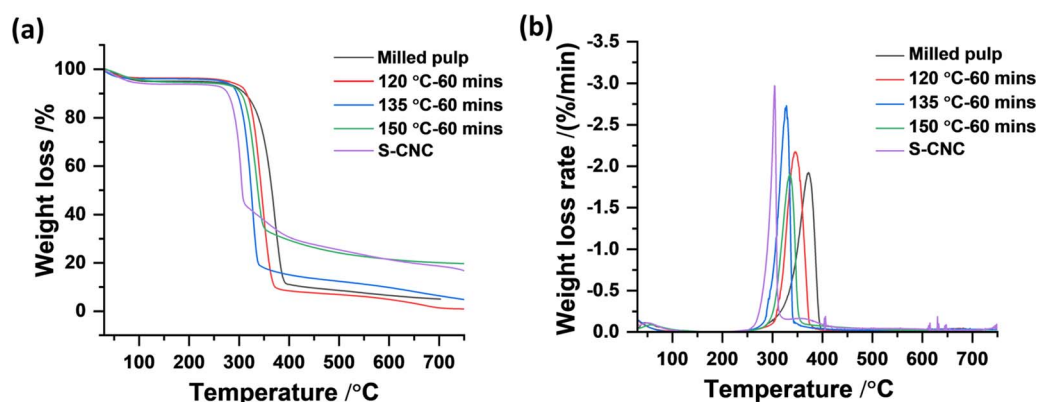 (a)
Weight loss /%
100
80
60
40
20
0
100 200 300 400 500 600 700
Temperature /°C
Milled pulp
120 °C-60 mins
135 °C-60 mins
150 °C-60 mins
S-CNC
(b)
Weight loss rate /(%/min)
-3.5
-3.0
-2.5
-2.0
-1.5
-1.0
-0.5
0.0
100 200 300 400 500 600 700
Temperature /°C
Milled pulp
120 °C-60 mins
135 °C-60 mins
150 °C-60 mins
S-CNC